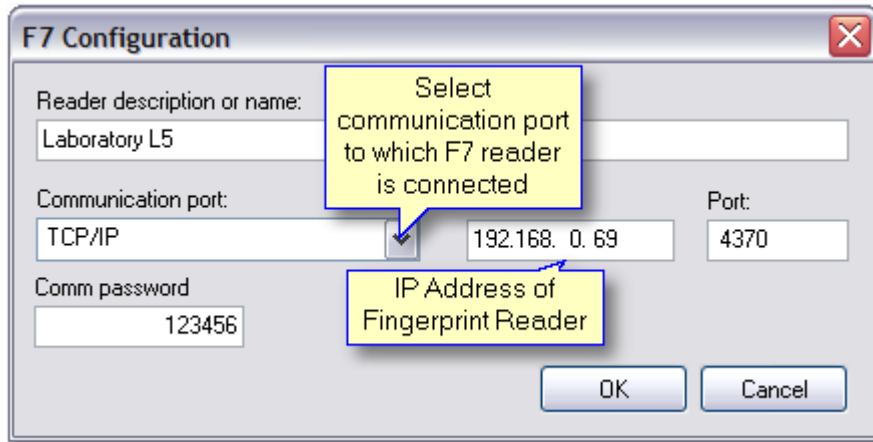 F7 Configuration
Reader description or name:
Laboratory L5
Select
communication port
to which F7 reader
is connected
Communication port:
TCP/IP
192.168. 0. 69
Port:
4370
IP Address of
Fingerprint Reader
Comm password
123456
OK
Cancel